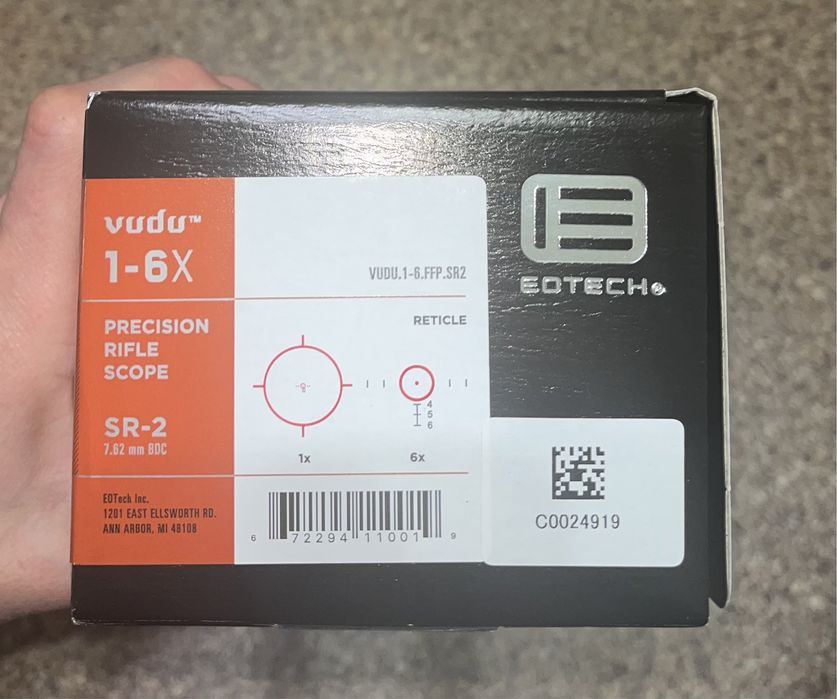 vudu™
1-6X
VUDU.1-6.FFP.SR2
EOTECH®
PRECISION
RIFLE
SCOPE
RETICLE
4
5
6
SR-2
7.62 mm BDC
1x
6x
EOTech Inc.
1201 EAST ELLSWORTH RD.
ANN ARBOR, MI 48108
6 72294 11001 9
C0024919